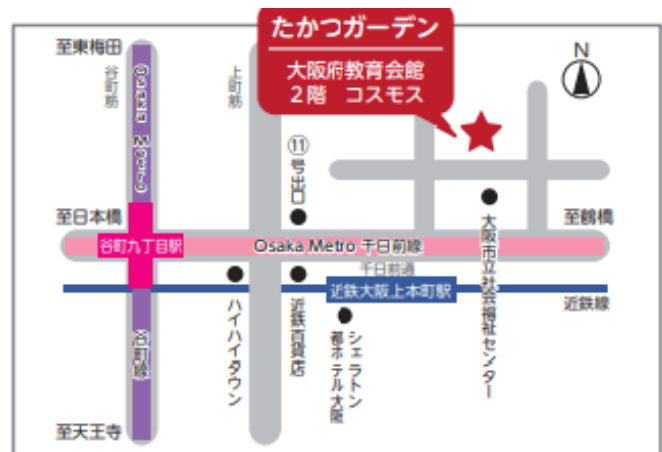 たかつガーデン
大阪府教育会館
2階 コスモス
至東梅田
谷町筋
Osaka Metro
上町筋
N
⑪号出口
至日本橋
谷町九丁目駅
Osaka Metro 千日前線
至鶴橋
千日前通
近鉄大阪上本町駅
近鉄線
大阪市立社会福祉センター
谷町線
ハイハイタウン
近鉄百貨店
シェラトン
都ホテル大阪
至天王寺